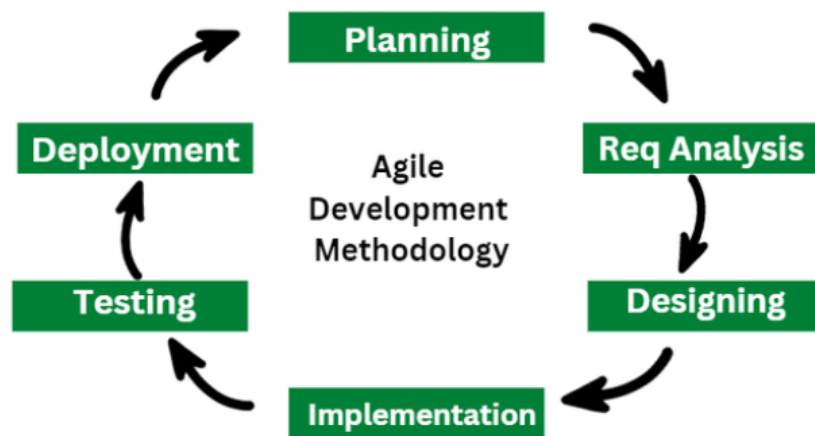 Planning
Deployment
Req Analysis
Agile
Development
Methodology
Testing
Designing
Implementation